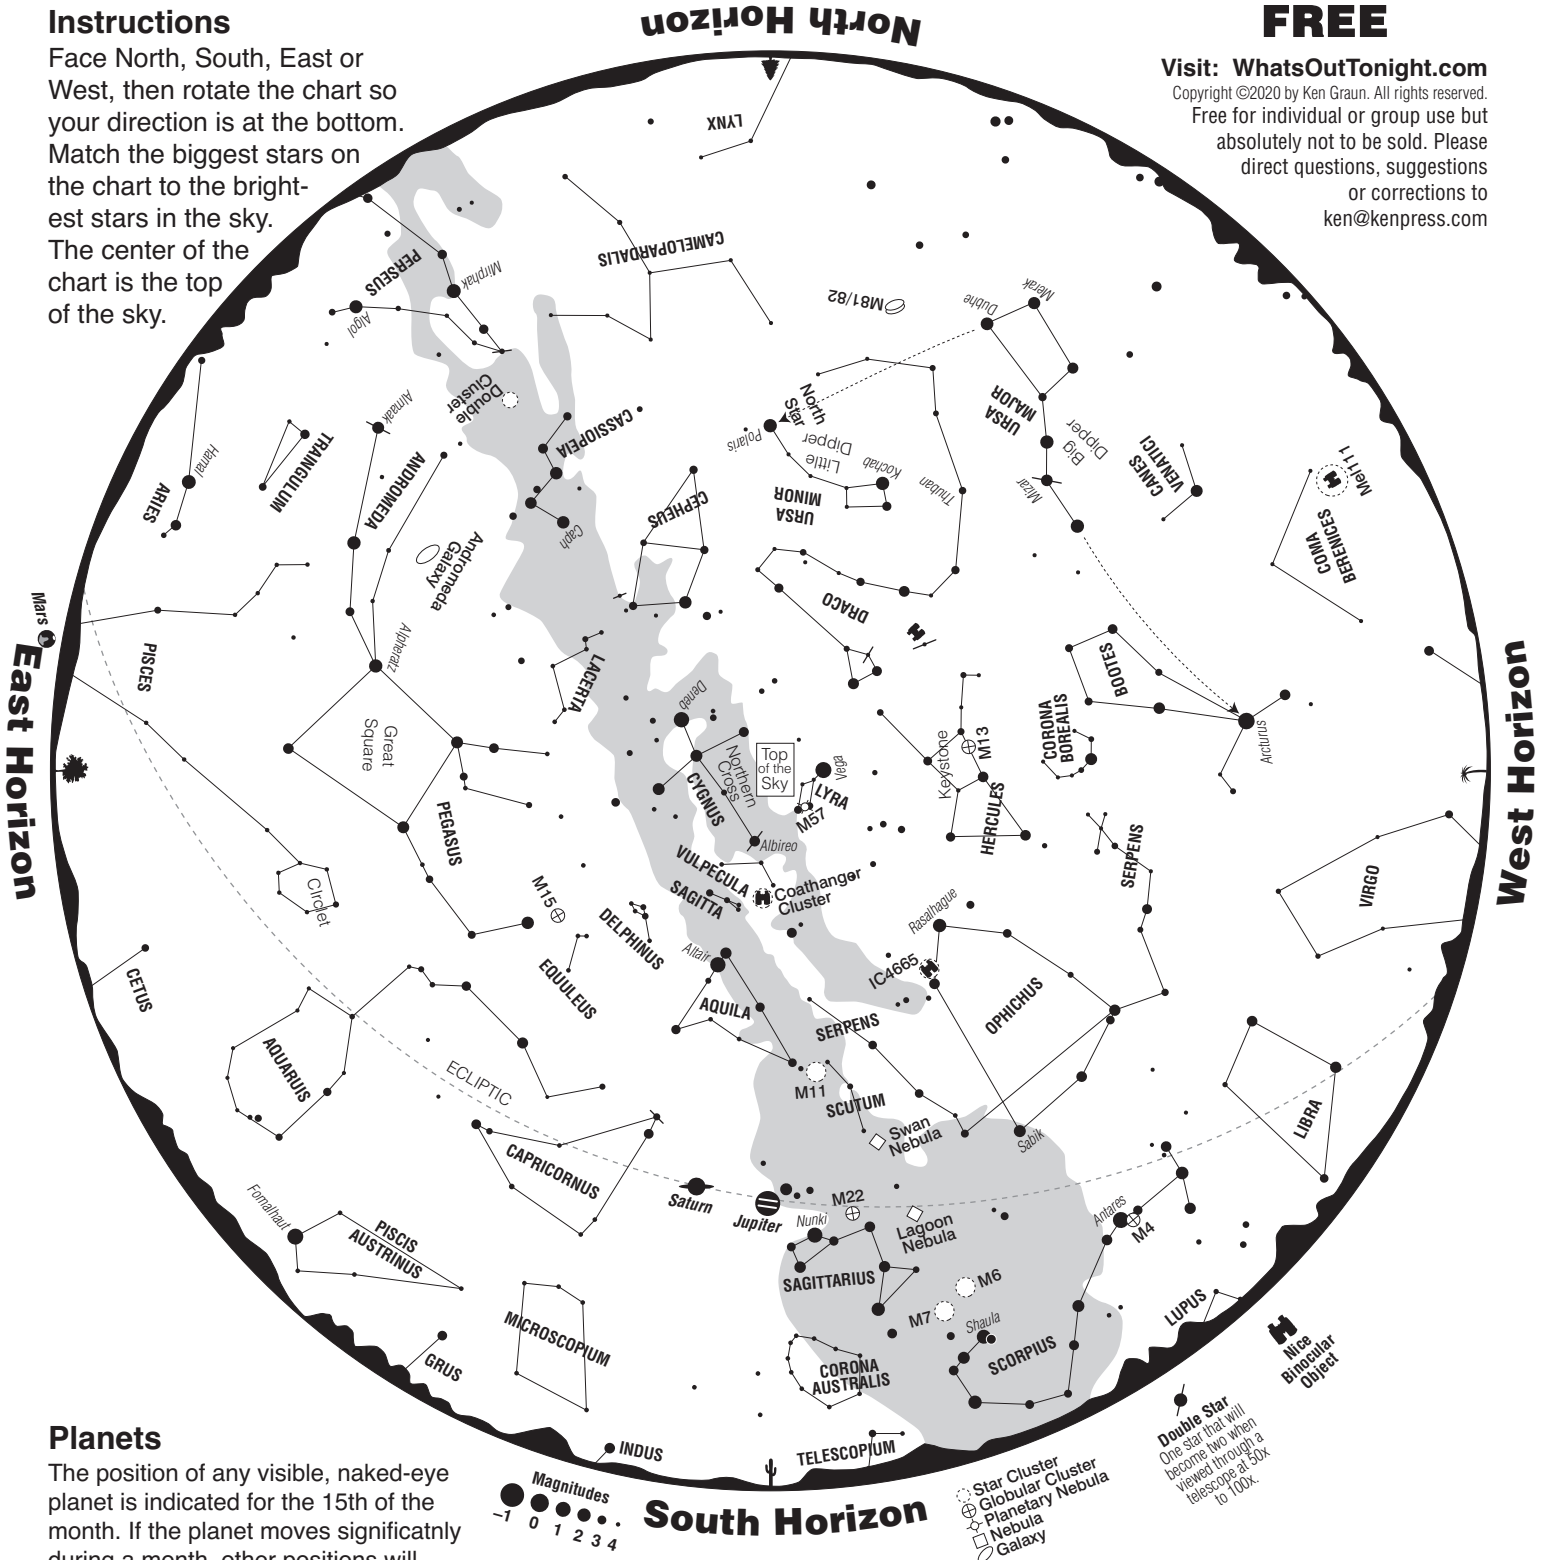 Instructions
Face North, South, East or
West, then rotate the chart so
your direction is at the bottom.
Match the biggest stars on
the chart to the bright-
est stars in the sky.
The center of the
chart is the top
of the sky.
North Horizon
FREE
Visit: WhatsOutTonight.com
Copyright ©2020 by Ken Graun. All rights reserved.
Free for individual or group use but
absolutely not to be sold. Please
direct questions, suggestions
or corrections to
ken@kenpress.com
LYNX
CAMELOPARDALIS
PERSEUS
Mirphak
Algol
M81/82
Dubhe
Merak
Double
Cluster
CASSIOPEIA
Caph
North
Star
Polaris
Little
Dipper
Kochab
URSA
MINOR
Thuban
URSA
MAJOR
Big
Dipper
Mizar
CANES
VENATICI
Mel111
COMA
BERENICES
Almaak
TRAINGULUM
Hamal
ARIES
ANDROMEDA
Andromeda
Galaxy
CEPHEUS
DRACO
Mars
East Horizon
PISCES
Alpheratz
LACERTA
Great
Square
PEGASUS
Deneb
Northern
Cross
CYGNUS
Top
of the
Sky
Vega
LYRA
M57
Albireo
Keystone
M13
HERCULES
CORONA
BOREALIS
BOOTES
Arcturus
West Horizon
SERPENS
VIRGO
CIrclet
M15
VULPECULA
SAGITTA
Coathanger
Cluster
DELPHINUS
EQUULEUS
Altair
AQUILA
Rasalhague
IC4665
OPHICHUS
CETUS
AQUARUIS
ECLIPTIC
SERPENS
M11
SCUTUM
Swan
Nebula
Sabik
LIBRA
CAPRICORNUS
Saturn
Jupiter
Nunki
M22
Lagoon
Nebula
Antares
M4
Fomalhaut
PISCIS
AUSTRINUS
SAGITTARIUS
M6
M7
Shaula
SCORPIUS
LUPUS
MICROSCOPIUM
GRUS
CORONA
AUSTRALIS
INDUS
TELESCOPIUM
Nice
Binocular
Object
Double Star
One star that will
become two when
viewed through a
telescope at 50x
to 100x.
Magnitudes
–1 0 1 2 3 4
South Horizon
Star Cluster
Globular Cluster
Planetary Nebula
Nebula
Galaxy
Planets
The position of any visible, naked-eye
planet is indicated for the 15th of the
month. If the planet moves significatnly
during a month, other positions will